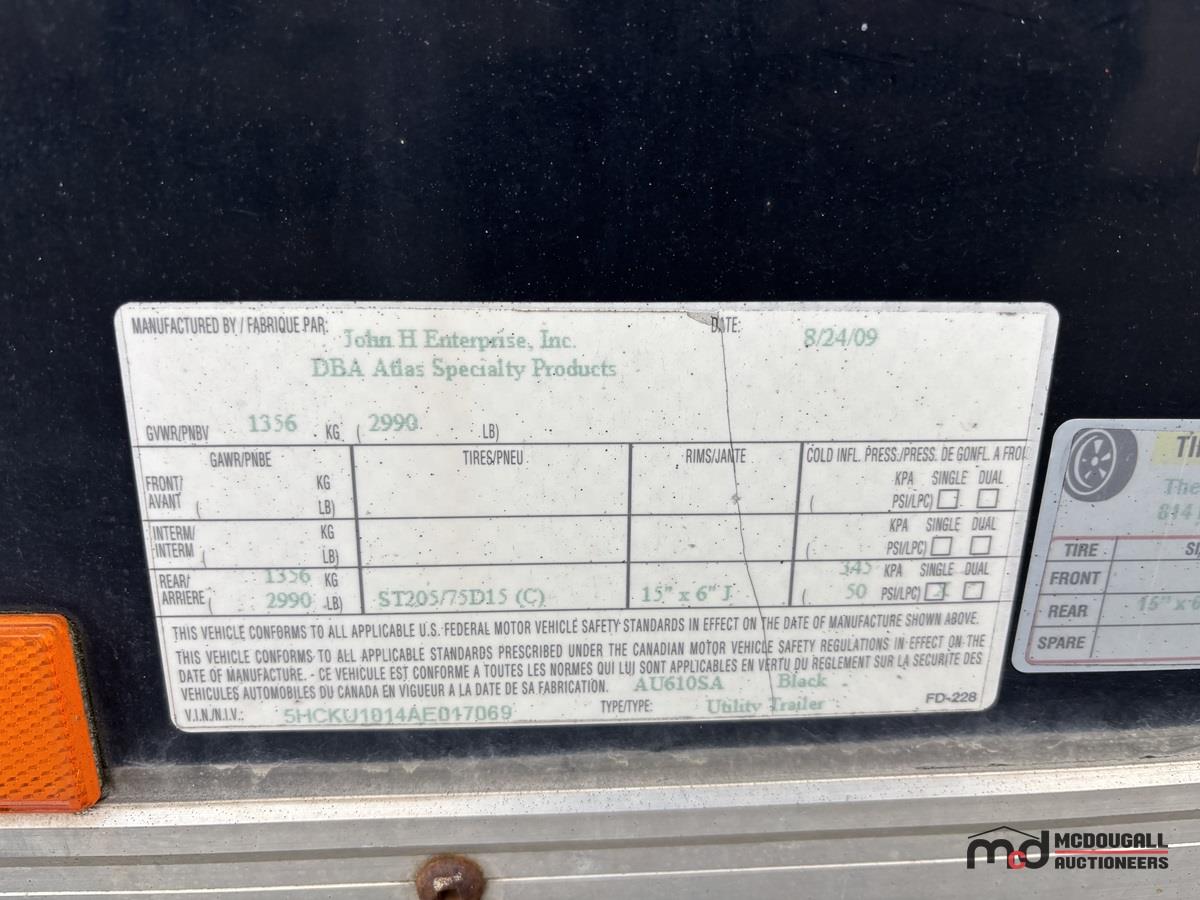 MANUFACTURED BY / FABRIQUE PAR: John H Enterprise, Inc. DATE: 8/24/09
DBA Atlas Specialty Products
GVWR/PNBV 1356 KG ( 2990 LB)
GAWR/PNBE TIRES/PNEU RIMS/JANTE COLD INFL. PRESS./PRESS. DE GONFL. A FROI
FRONT/ KG KPA SINGLE DUAL
AVANT ( LB) ( PSI/LPC)
INTERM/ KG KPA SINGLE DUAL
INTERM ( LB) ( PSI/LPC)
REAR/ 1356 KG 345 KPA SINGLE DUAL
ARRIERE ( 2990 LB) ST205/75D15 (C) 15" x 6" J ( 50 PSI/LPC)
THIS VEHICLE CONFORMS TO ALL APPLICABLE U.S. FEDERAL MOTOR VEHICLE SAFETY STANDARDS IN EFFECT ON THE DATE OF MANUFACTURE SHOWN ABOVE.
THIS VEHICLE CONFORMS TO ALL APPLICABLE STANDARDS PRESCRIBED UNDER THE CANADIAN MOTOR VEHICLE SAFETY REGULATIONS IN EFFECT ON THE
DATE OF MANUFACTURE. - CE VEHICULE EST CONFORME A TOUTES LES NORMES QUI LUI SONT APPLICABLES EN VERTU DU REGLEMENT SUR LA SECURITE DES
VEHICULES AUTOMOBILES DU CANADA EN VIGUEUR A LA DATE DE SA FABRICATION. AU610SA Black
V.I.N./N.I.V.: 5HCKU1014AE017069 TYPE/TYPE: Utility Trailer FD-228
The
814
TIRE
FRONT
REAR 15" x
SPARE
mcd MCDOUGALL
AUCTIONEERS